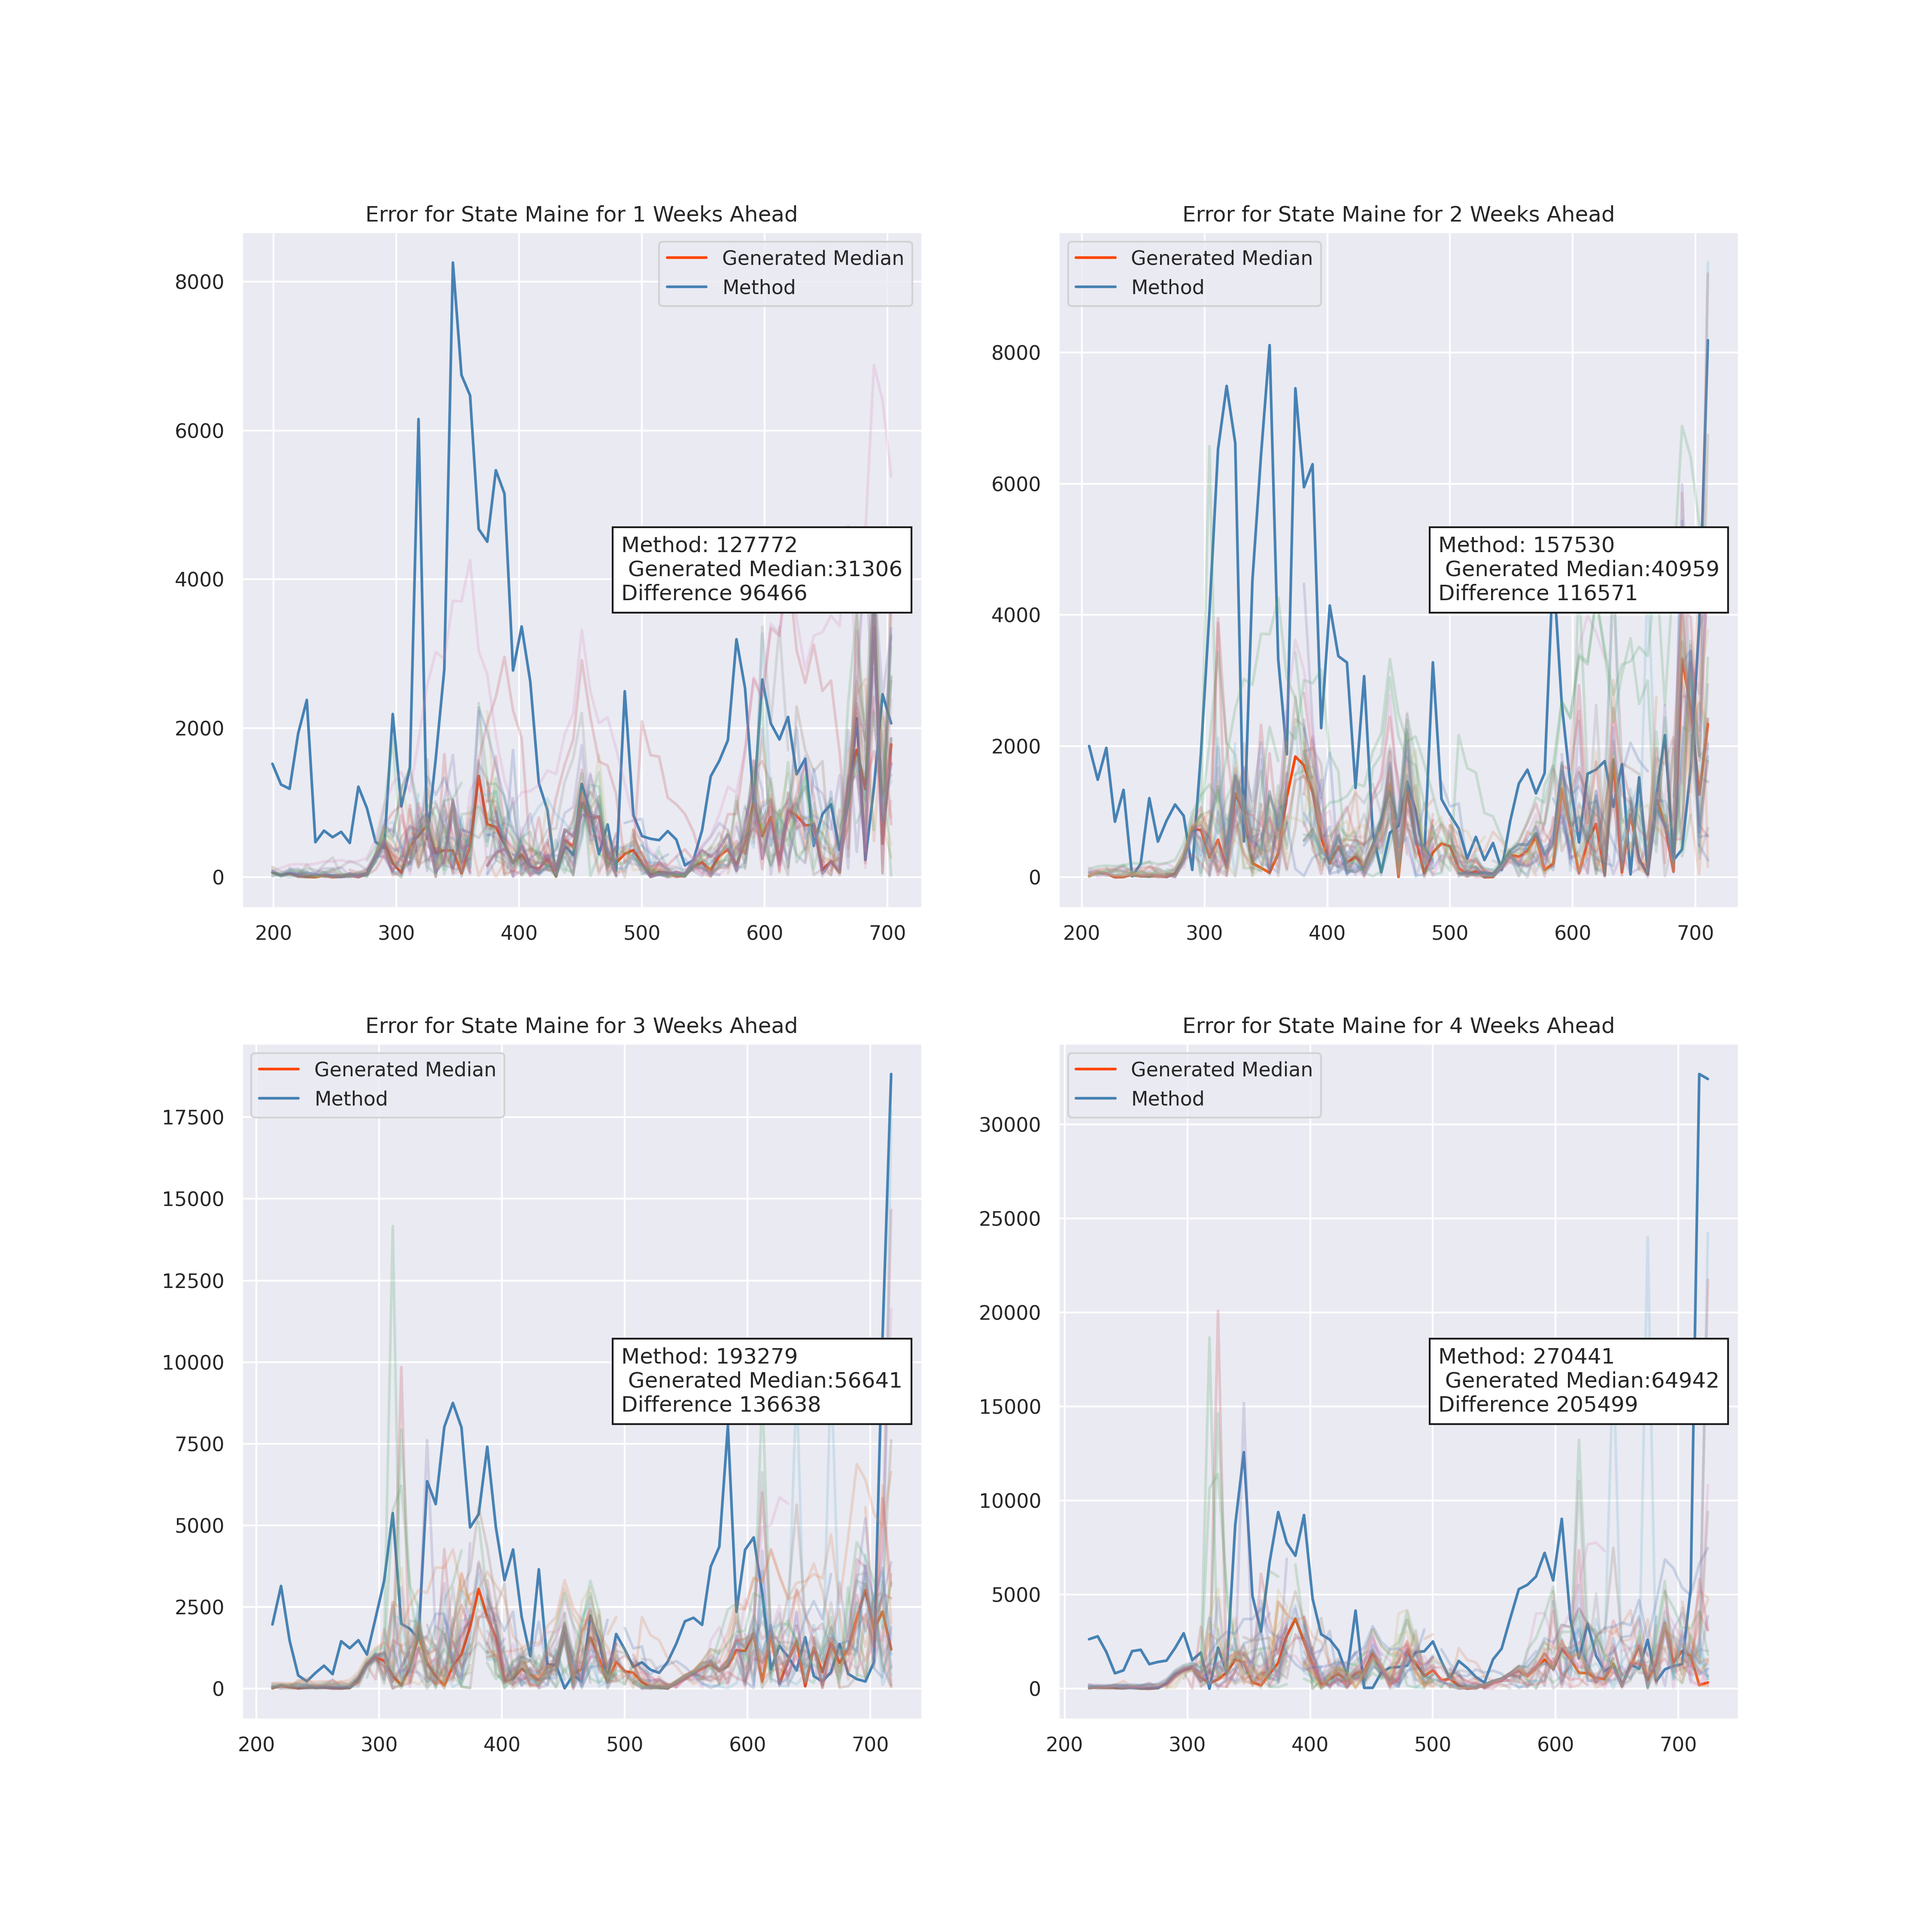 Error for State Maine for 1 Weeks Ahead
Generated Median
Method
8000
6000
4000
2000
0
Method: 127772
Generated Median:31306
Difference 96466
200 300 400 500 600 700
Error for State Maine for 2 Weeks Ahead
Generated Median
Method
8000
6000
4000
2000
0
Method: 157530
Generated Median:40959
Difference 116571
200 300 400 500 600 700
Error for State Maine for 3 Weeks Ahead
Generated Median
Method
17500
15000
12500
10000
7500
5000
2500
0
Method: 193279
Generated Median:56641
Difference 136638
200 300 400 500 600 700
Error for State Maine for 4 Weeks Ahead
Generated Median
Method
30000
25000
20000
15000
10000
5000
0
Method: 270441
Generated Median:64942
Difference 205499
200 300 400 500 600 700